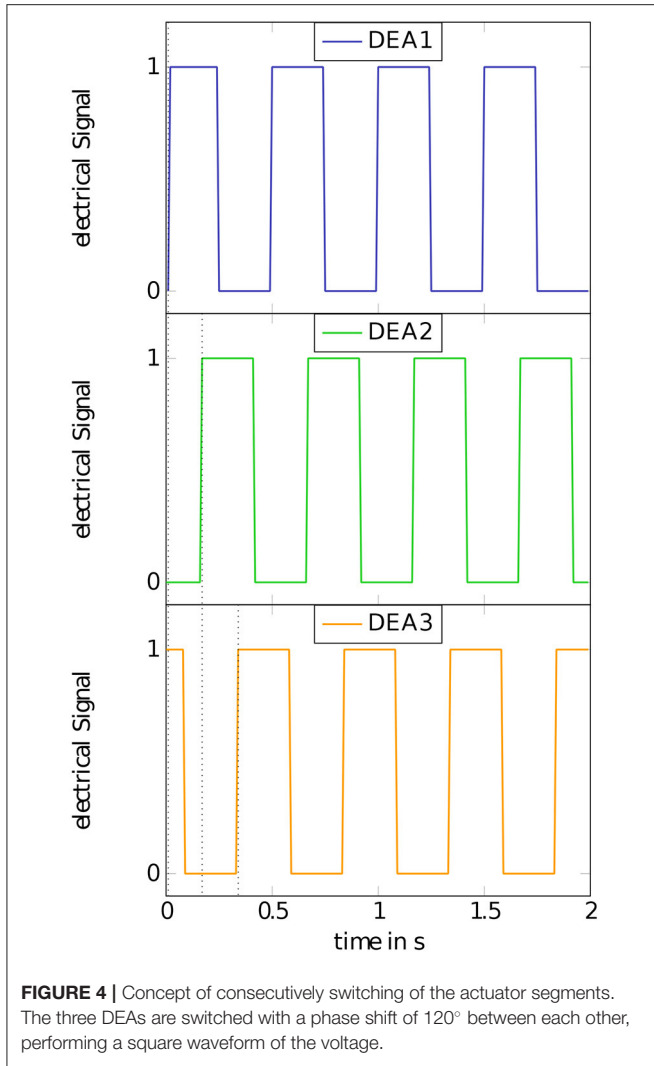 DEA1
1
electrical Signal
0
DEA2
1
electrical Signal
0
DEA3
1
electrical Signal
0
0 0.5 1 1.5 2
time in s
FIGURE 4 | Concept of consecutively switching of the actuator segments.
The three DEAs are switched with a phase shift of 120° between each other,
performing a square waveform of the voltage.